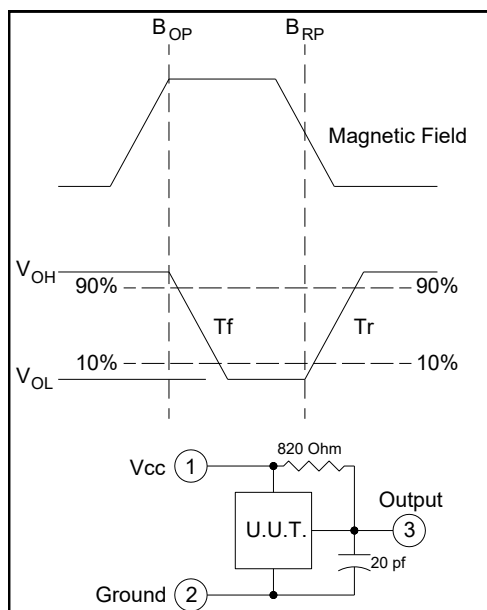 B_OP B_RP
Magnetic Field
V_OH
90% 90%
Tf Tr
10% 10%
V_OL
820 Ohm
Vcc 1
Output
U.U.T. 3
20 pf
Ground 2